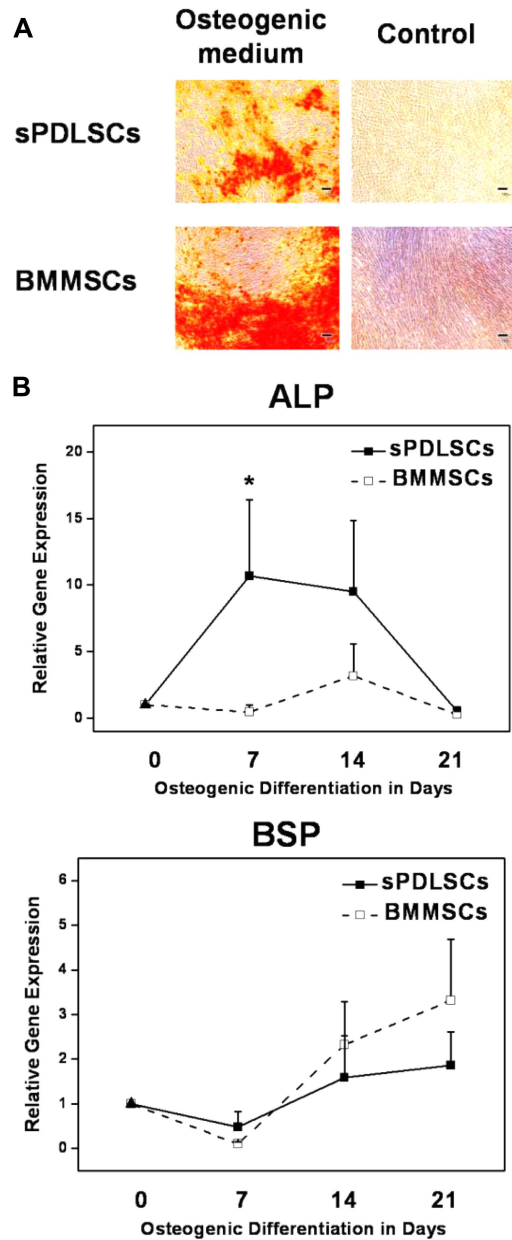 A
Osteogenic
medium
Control
sPDLSCs
BMMSCs
B
ALP
20
15
10
5
0
Relative Gene Expression
*
sPDLSCs
BMMSCs
0 7 14 21
Osteogenic Differentiation in Days
BSP
6
5
4
3
2
1
0
Relative Gene Expression
sPDLSCs
BMMSCs
0 7 14 21
Osteogenic Differentiation in Days